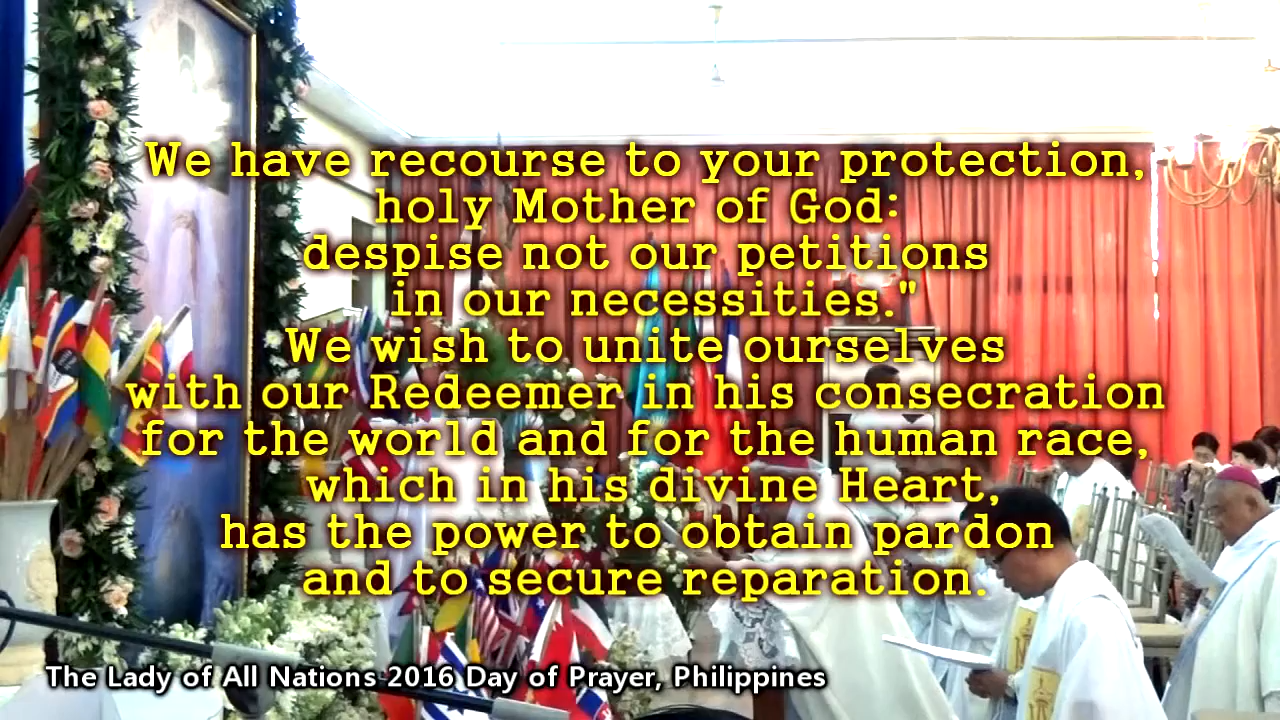 We have recourse to your protection,
holy Mother of God:
despise not our petitions
in our necessities."
We wish to unite ourselves
with our Redeemer in his consecration
for the world and for the human race,
which in his divine Heart,
has the power to obtain pardon
and to secure reparation.
The Lady of All Nations 2016 Day of Prayer, Philippines